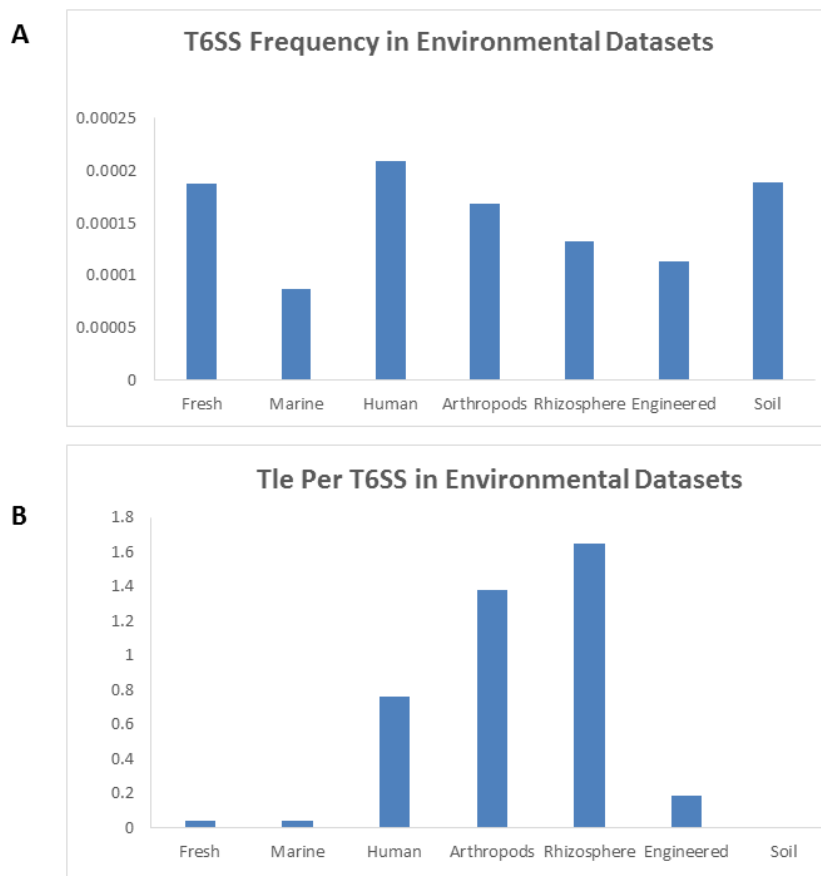 A
T6SS Frequency in Environmental Datasets
0.00025
0.0002
0.00015
0.0001
0.00005
0
Fresh Marine Human Arthropods Rhizosphere Engineered Soil
B
Tle Per T6SS in Environmental Datasets
1.8
1.6
1.4
1.2
1
0.8
0.6
0.4
0.2
0
Fresh Marine Human Arthropods Rhizosphere Engineered Soil